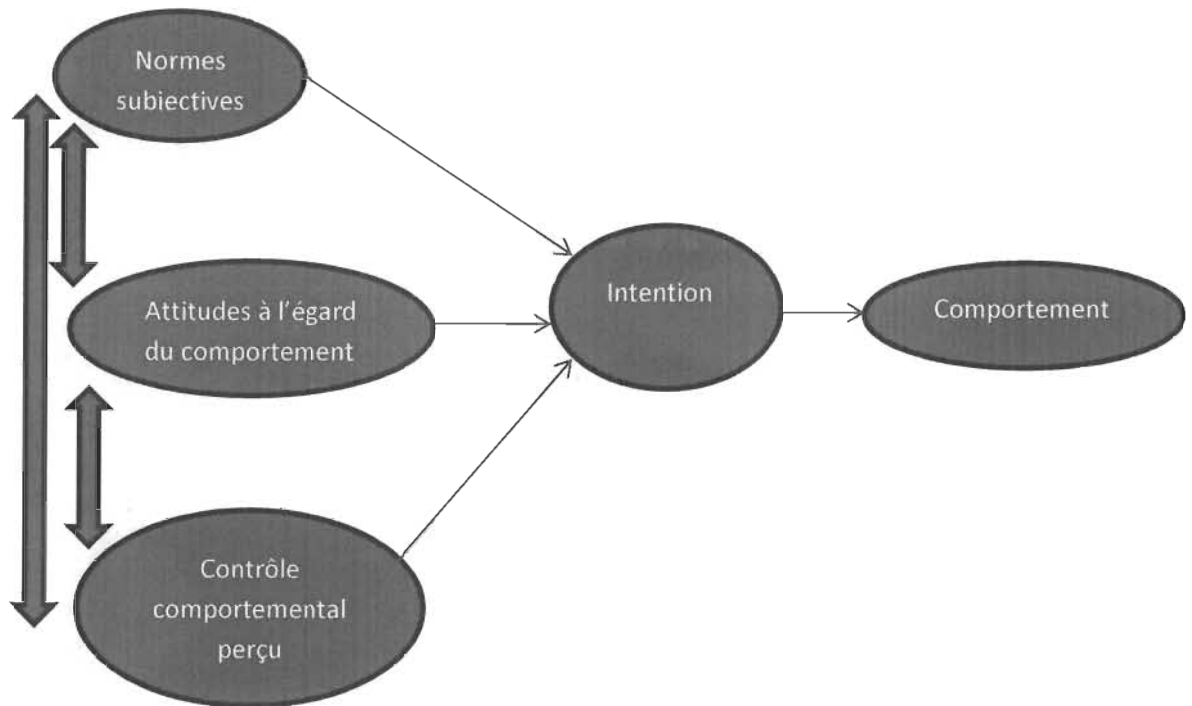 Normes
subiectives
Attitudes à l'égard
du comportement
Intention
Comportement
Contrôle
comportemental
perçu